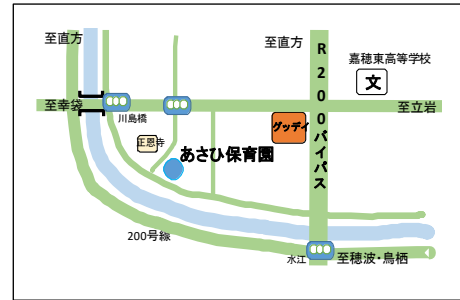 至直方
至直方
R200バイパス
嘉穂東高等学校
文
至幸袋
川島橋
至立岩
グッデイ
正恩寺
あさひ保育園
200号線
水江
至穂波・鳥栖